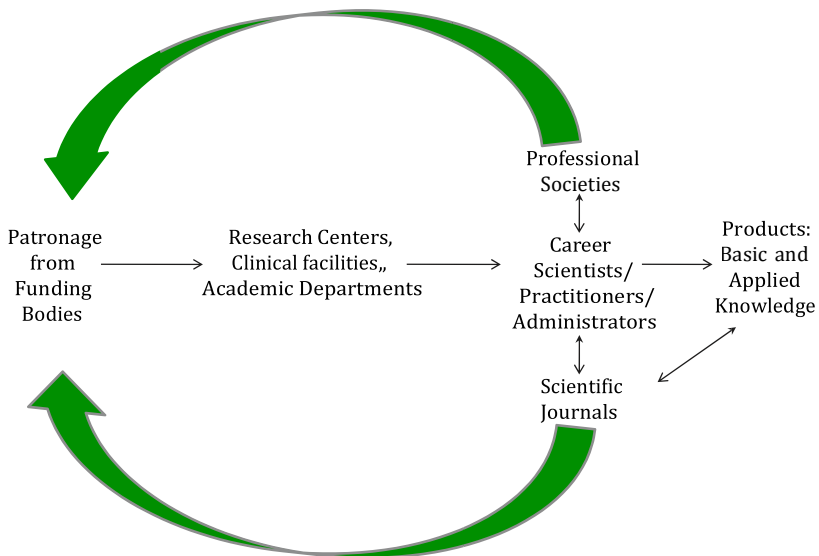 Professional
Societies
Patronage
from
Funding
Bodies
Research Centers,
Clinical facilities,,
Academic Departments
Career
Scientists/
Practitioners/
Administrators
Products:
Basic and
Applied
Knowledge
Scientific
Journals